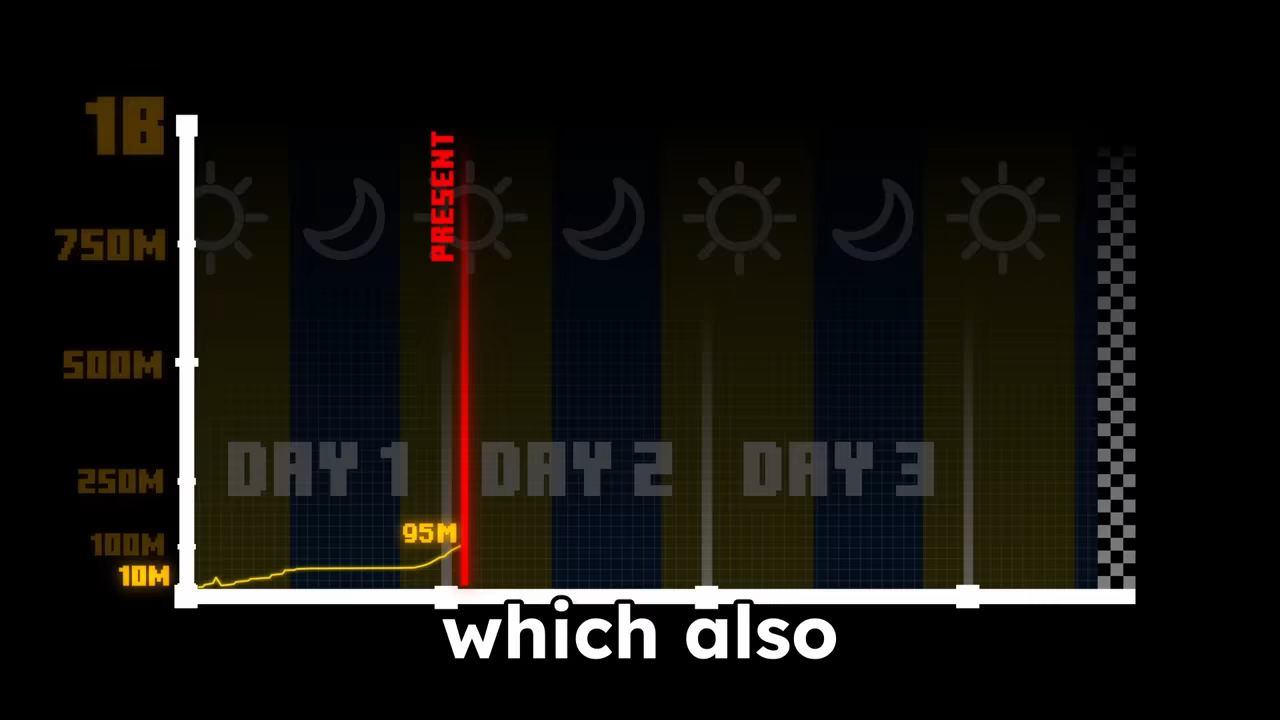 1B
PRESENT
750M
500M
DAY 1
DAY 2
DAY 3
250M
95M
100M
10M
which also